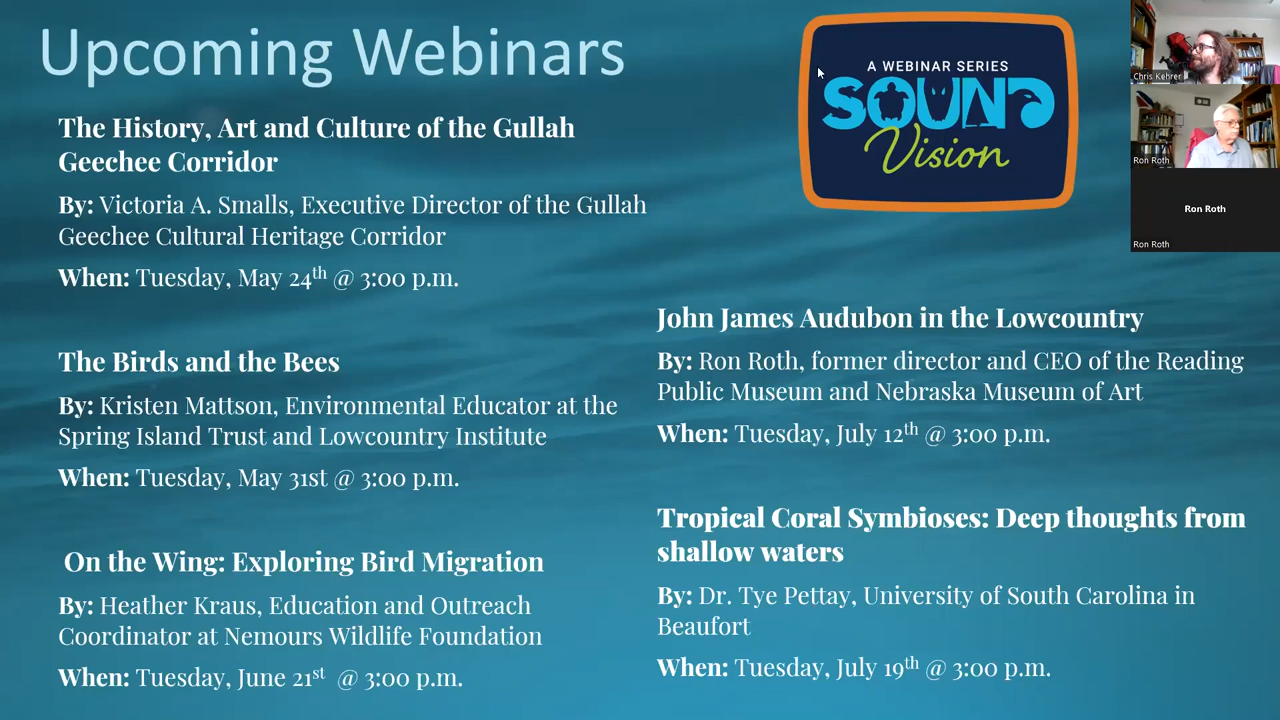 Upcoming Webinars
The History, Art and Culture of the Gullah
Geechee Corridor
By: Victoria A. Smalls, Executive Director of the Gullah
Geechee Cultural Heritage Corridor
When: Tuesday, May 24th @ 3:00 p.m.
The Birds and the Bees
By: Kristen Mattson, Environmental Educator at the
Spring Island Trust and Lowcountry Institute
When: Tuesday, May 31st @ 3:00 p.m.
On the Wing: Exploring Bird Migration
By: Heather Kraus, Education and Outreach
Coordinator at Nemours Wildlife Foundation
When: Tuesday, June 21st @ 3:00 p.m.
A WEBINAR SERIES
SOUND
Vision
John James Audubon in the Lowcountry
By: Ron Roth, former director and CEO of the Reading
Public Museum and Nebraska Museum of Art
When: Tuesday, July 12th @ 3:00 p.m.
Tropical Coral Symbioses: Deep thoughts from
shallow waters
By: Dr. Tye Pettay, University of South Carolina in
Beaufort
When: Tuesday, July 19th @ 3:00 p.m.
Chris Kehrer
Ron Roth
Ron Roth
Ron Roth